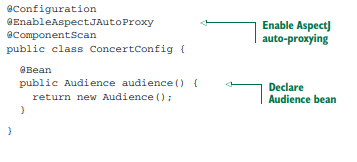 @Configuration
@EnableAspectJAutoProxy
@ComponentScan
public class ConcertConfig {
@Bean
public Audience audience() {
return new Audience();
}
}
Enable AspectJ
auto-proxying
Declare
Audience bean